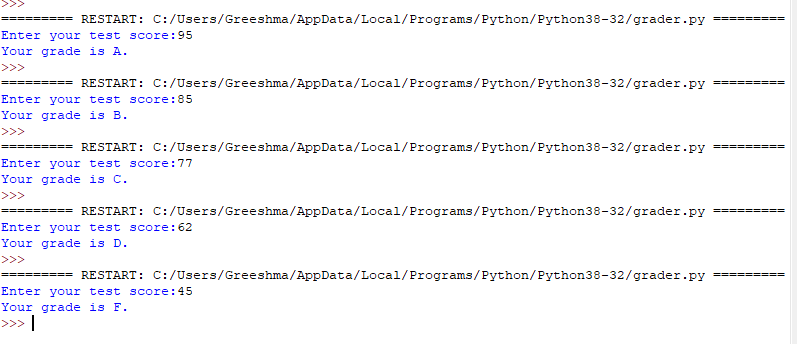 >>>
========= RESTART: C:/Users/Greeshma/AppData/Local/Programs/Python/Python38-32/grader.py =========
Enter your test score:95
Your grade is A.
>>>
========= RESTART: C:/Users/Greeshma/AppData/Local/Programs/Python/Python38-32/grader.py =========
Enter your test score:85
Your grade is B.
>>>
========= RESTART: C:/Users/Greeshma/AppData/Local/Programs/Python/Python38-32/grader.py =========
Enter your test score:77
Your grade is C.
>>>
========= RESTART: C:/Users/Greeshma/AppData/Local/Programs/Python/Python38-32/grader.py =========
Enter your test score:62
Your grade is D.
>>>
========= RESTART: C:/Users/Greeshma/AppData/Local/Programs/Python/Python38-32/grader.py =========
Enter your test score:45
Your grade is F.
>>>